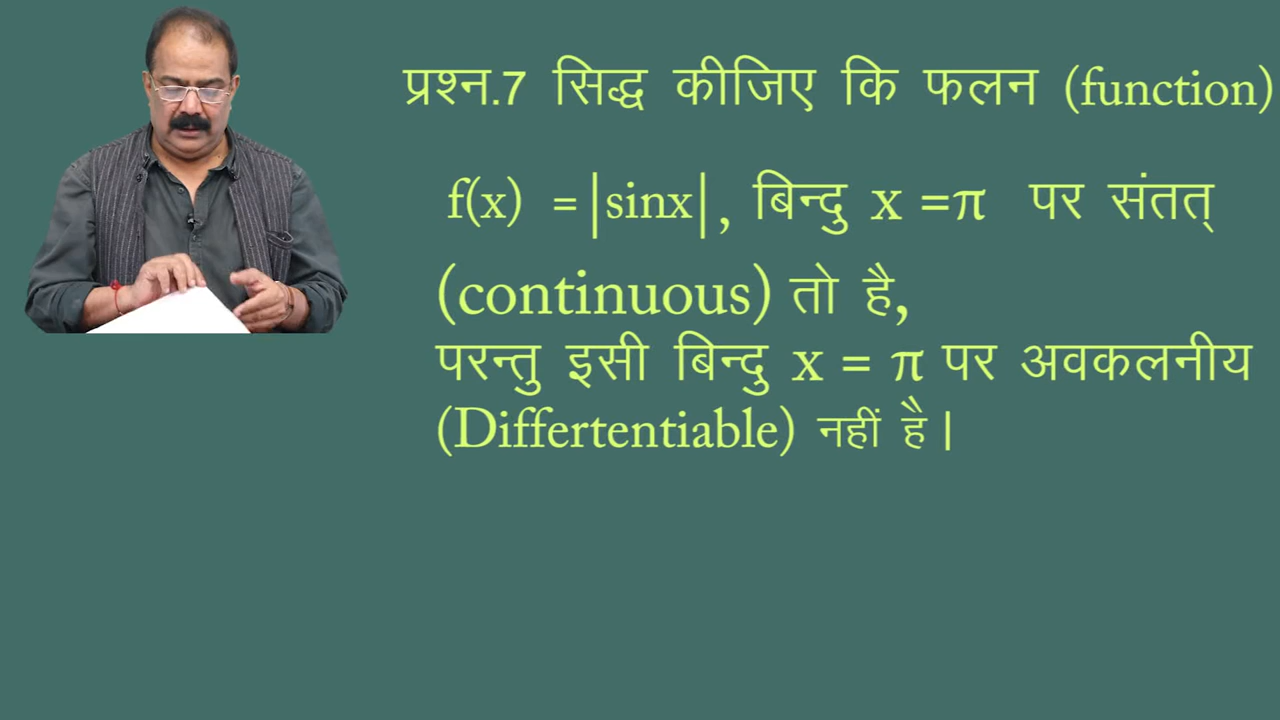 प्रश्न.7 सिद्ध कीजिए कि फलन (function)
f(x) =|sinx|, बिन्दु x =π पर संतत्
(continuous) तो है,
परन्तु इसी बिन्दु x = π पर अवकलनीय
(Differtentiable) नहीं है |